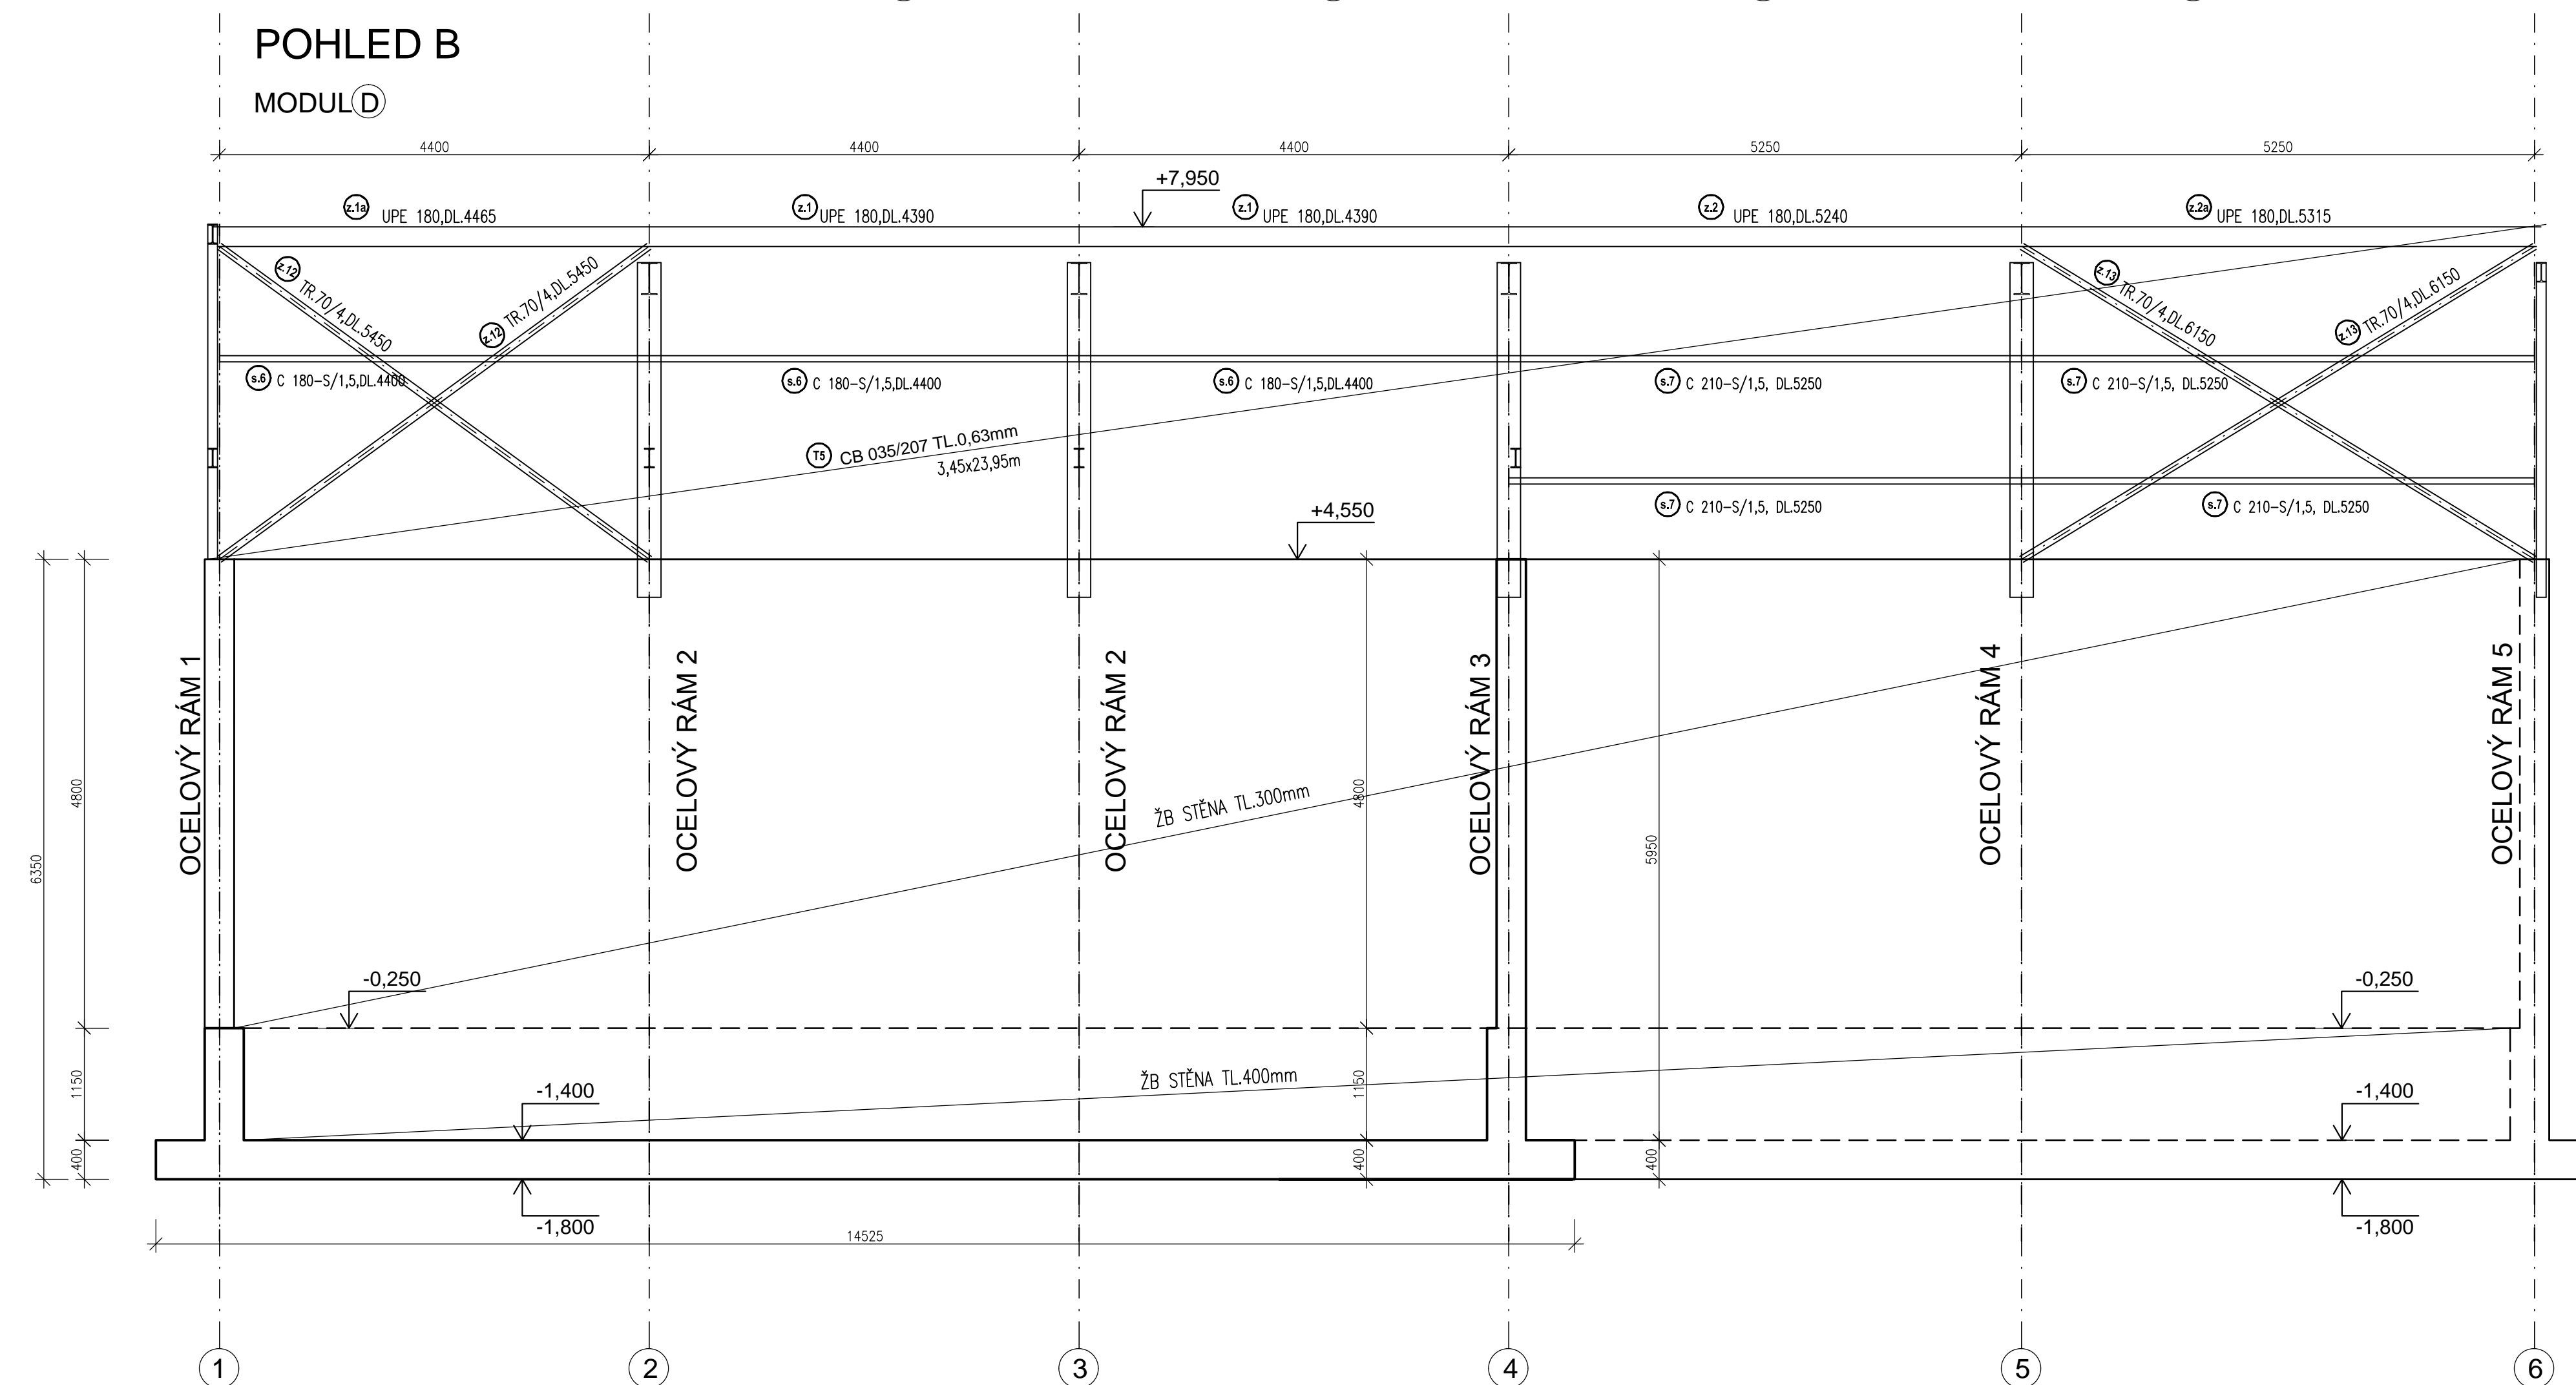 POHLED B
MODUL D
4400
4400
4400
5250
5250
+7,950
z.1a UPE 180,DL.4465
z.1 UPE 180,DL.4390
z.1 UPE 180,DL.4390
z.2 UPE 180,DL.5240
z.2a UPE 180,DL.5315
z.12 TR.70/4,DL.5450
z.12 TR.70/4,DL.5450
z.13 TR.70/4,DL.6150
z.13 TR.70/4,DL.6150
s.6 C 180-S/1,5,DL.4400
s.6 C 180-S/1,5,DL.4400
s.6 C 180-S/1,5,DL.4400
s.7 C 210-S/1,5, DL.5250
s.7 C 210-S/1,5, DL.5250
T5 CB 035/207 TL.0,63mm
3,45x23,95m
s.7 C 210-S/1,5, DL.5250
s.7 C 210-S/1,5, DL.5250
+4,550
OCELOVÝ RÁM 1
OCELOVÝ RÁM 2
OCELOVÝ RÁM 2
OCELOVÝ RÁM 3
OCELOVÝ RÁM 4
OCELOVÝ RÁM 5
6350
4800
4800
5950
ŽB STĚNA TL.300mm
-0,250
-0,250
ŽB STĚNA TL.400mm
1150
1150
-1,400
-1,400
400
400
400
-1,800
-1,800
14525
1
2
3
4
5
6